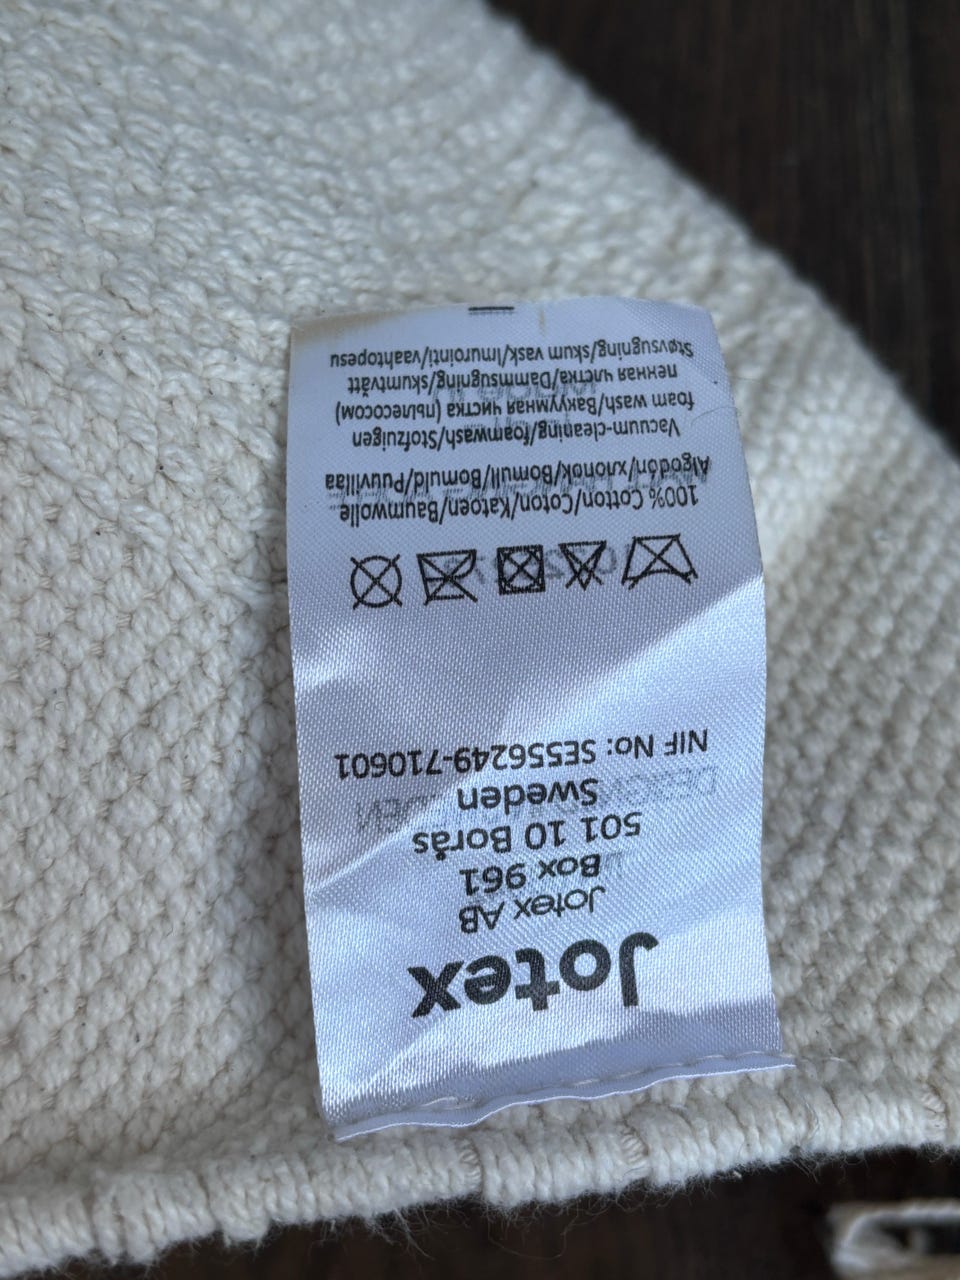 Jotex
Jotex AB
Box 961
501 10 Borås
Sweden
NIF No: SE556249-710601
100% Cotton/Coton/Katoen/Baumwolle
Algodón/хлопок/Bomull/Bomuld/Puuvillaa
Vacuum-cleaning/foamwash/Stofzuigen
foam wash/Вакуумная чистка (пылесосом)
пенная члстка/Dammsugning/skumtvätt
Støvsugning/skum vask/Imurointi/vaahtopesu